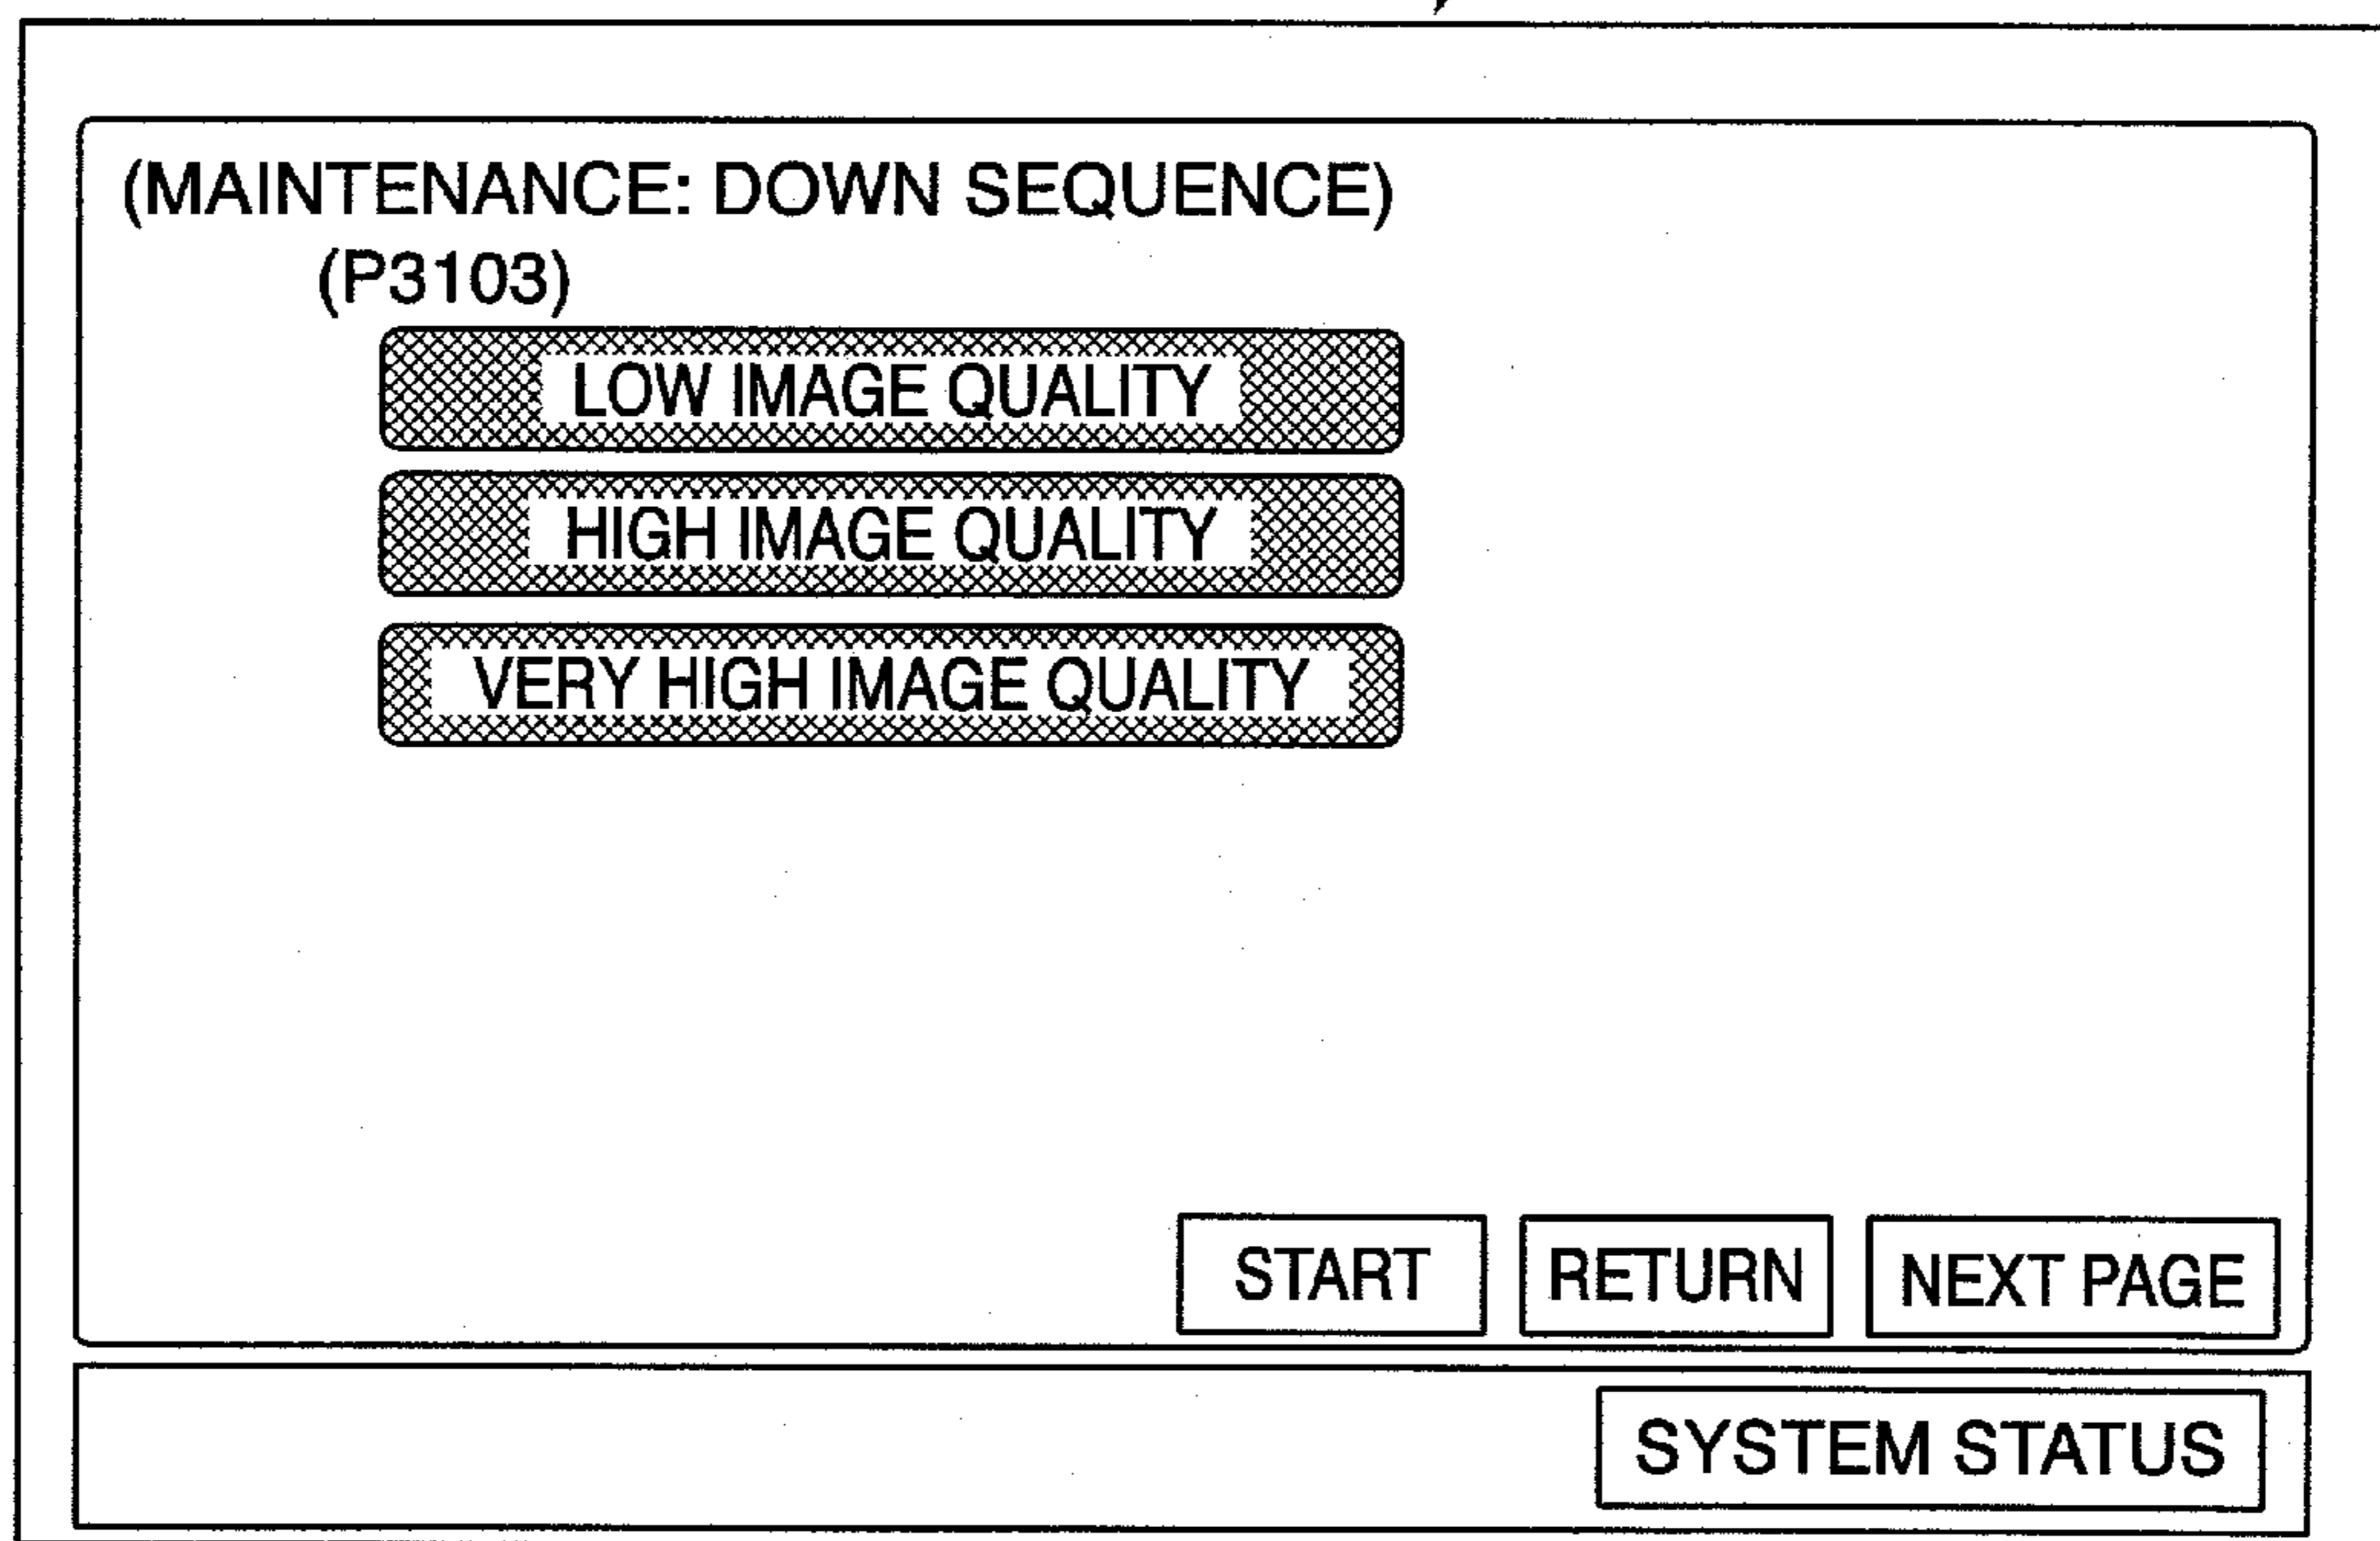 (MAINTENANCE: DOWN SEQUENCE)
(P3103)
LOW IMAGE QUALITY
HIGH IMAGE QUALITY
VERY HIGH IMAGE QUALITY
START RETURN NEXT PAGE
SYSTEM STATUS